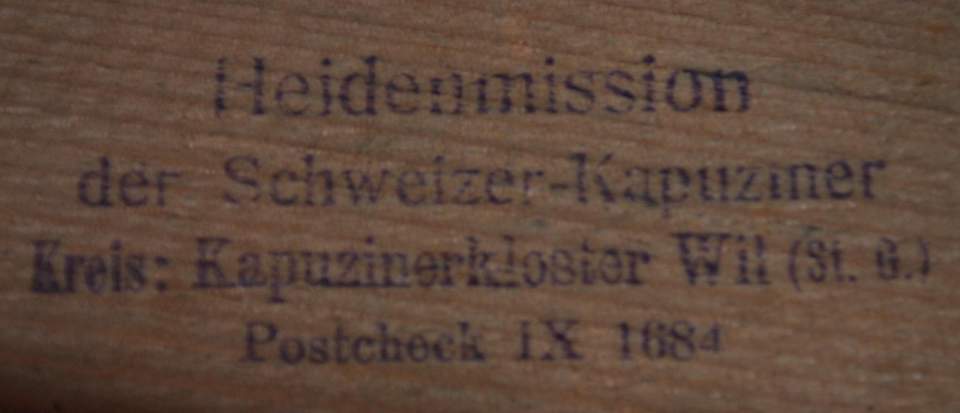 Heidenmission
der Schweizer-Kapuziner
Kreis: Kapuzinerkloster Wil (St. G.)
Postcheck IX 1684